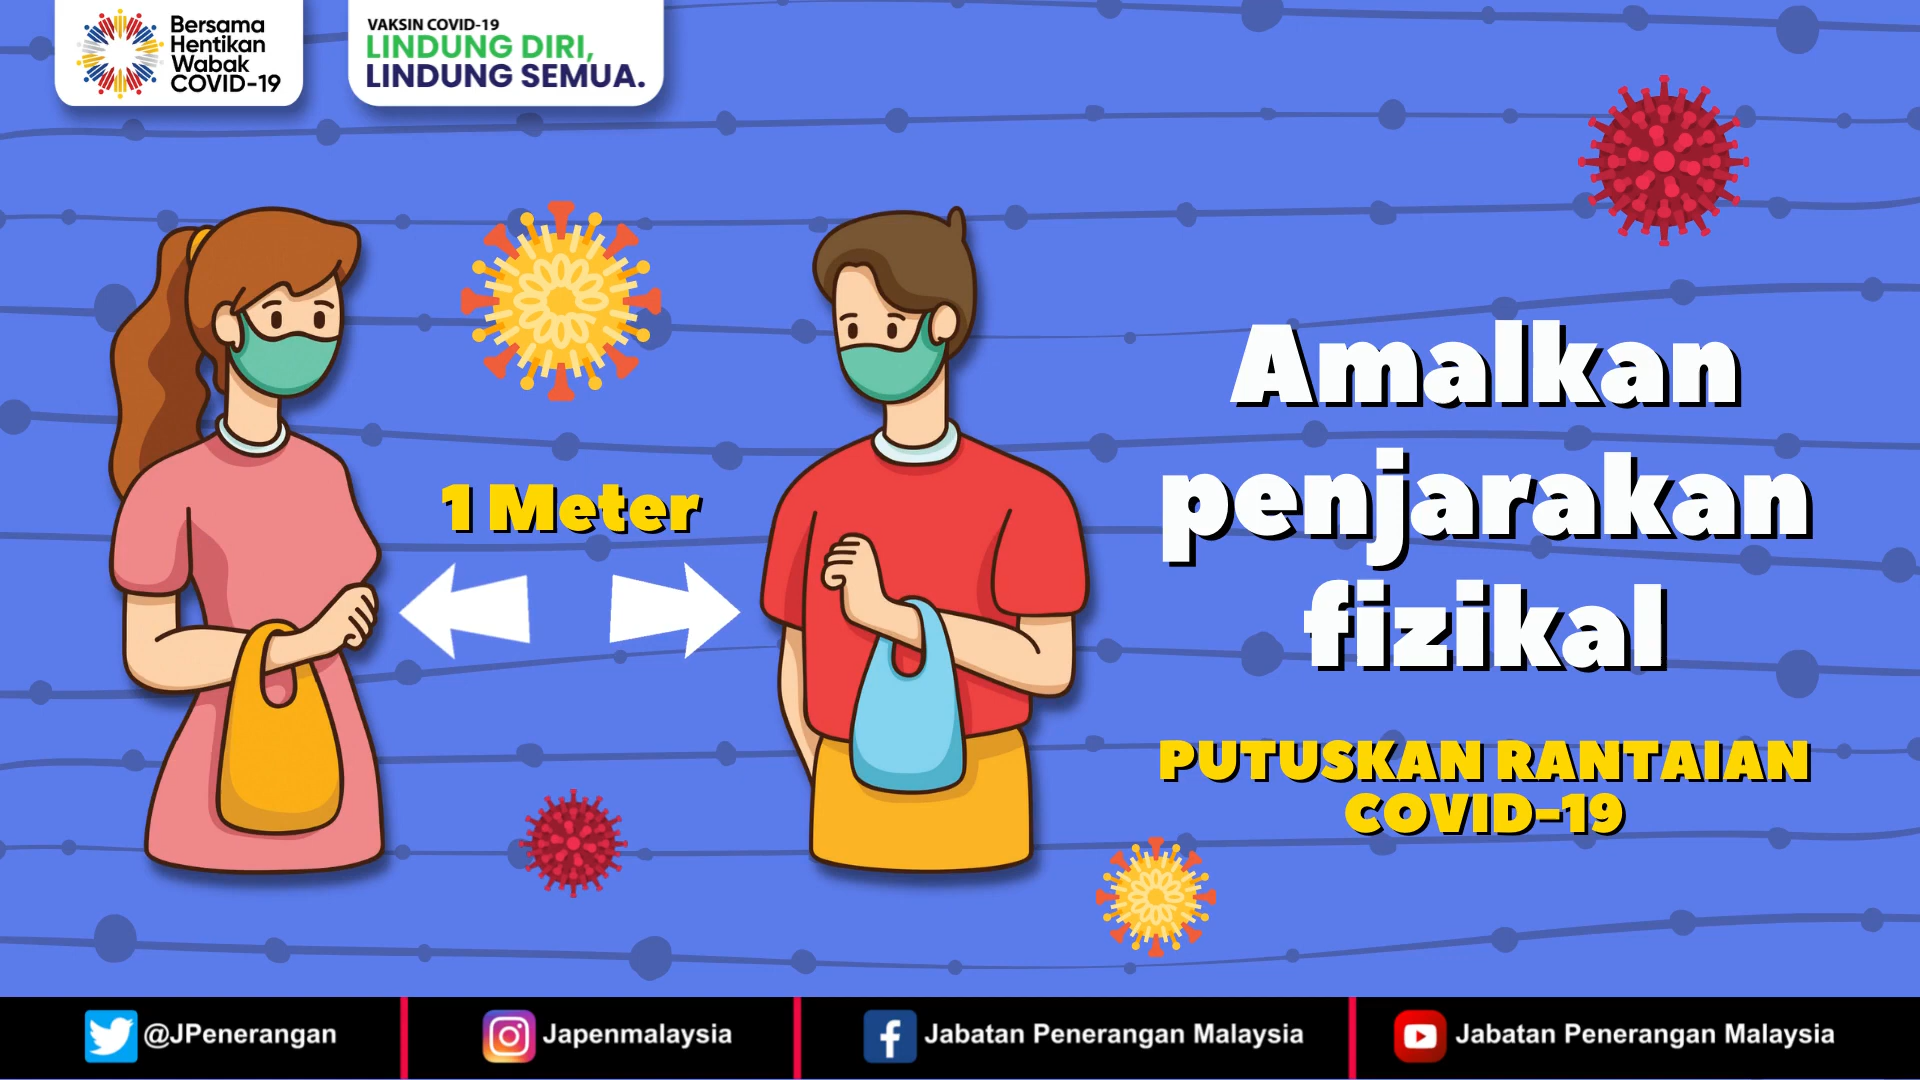 Bersama
Hentikan
Wabak
COVID-19
VAKSIN COVID-19
LINDUNG DIRI,
LINDUNG SEMUA.
1 Meter
Amalkan
penjarakan
fizikal
PUTUSKAN RANTAIAN
COVID-19
@JPenerangan
Japenmalaysia
Jabatan Penerangan Malaysia
Jabatan Penerangan Malaysia